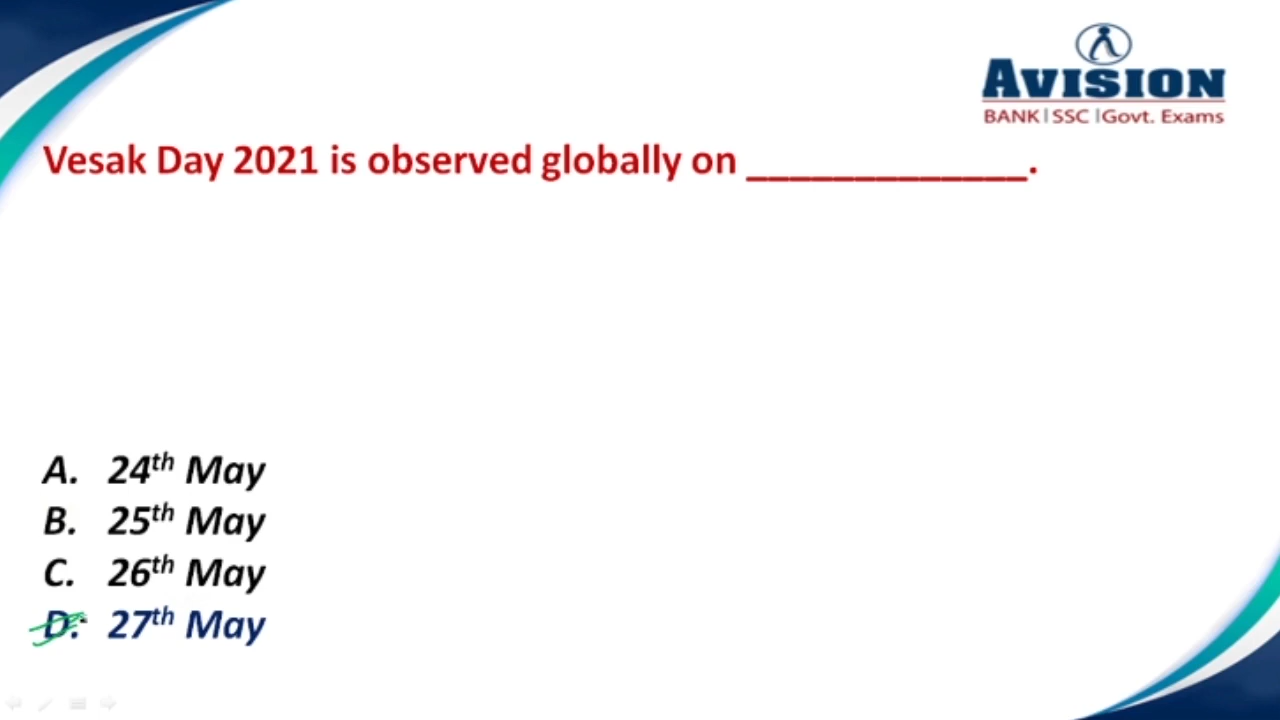 AVISION
BANK | SSC | Govt. Exams
Vesak Day 2021 is observed globally on _____________.
A. 24th May
B. 25th May
C. 26th May
D. 27th May